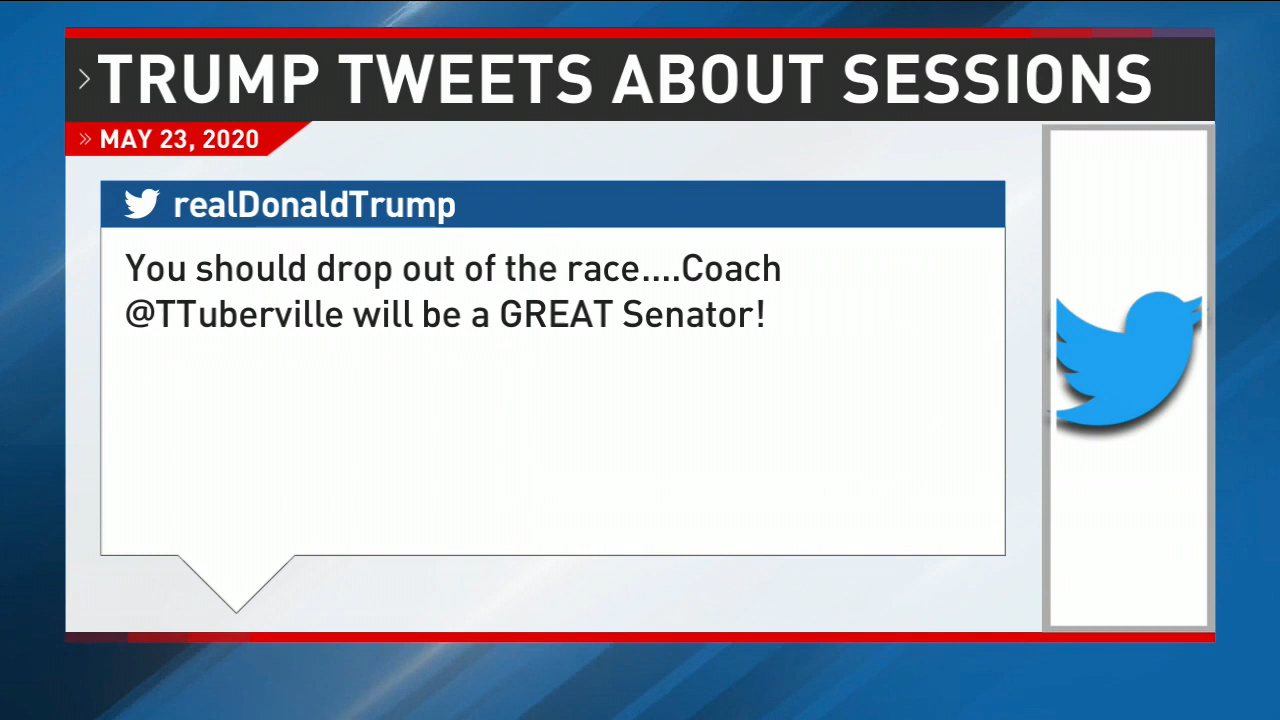 TRUMP TWEETS ABOUT SESSIONS
MAY 23, 2020
realDonaldTrump
You should drop out of the race....Coach
@TTuberville will be a GREAT Senator!